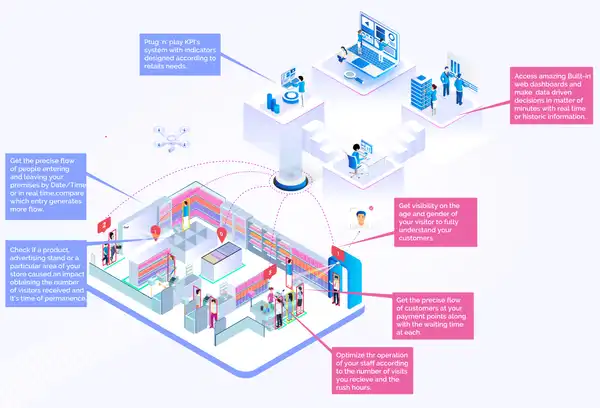 Plug 'n' play KPI's
system with indicators
designed according to
retails needs.
Access amazing Built-in
web dashboards and
make data driven
decisions in matter of
minutes with real time
or historic information.
Get the precise flow
of people entering
and leaving your
premises by Date/Time
or in real time,compare
which entry generates
more flow.
Get visibility on the
age and gender of
your visitor to fully
understand your
customers.
Check if a product,
advertising stand or a
particular area of your
store caused an impact
obtaining the number
of visitors received and
it's time of permanence,
Get the precise flow
of customers at your
payment points along,
with the waiting time
at each.
Optimize thr operation
of your staff according
to the number of visits
you recieve and the
rush hours.